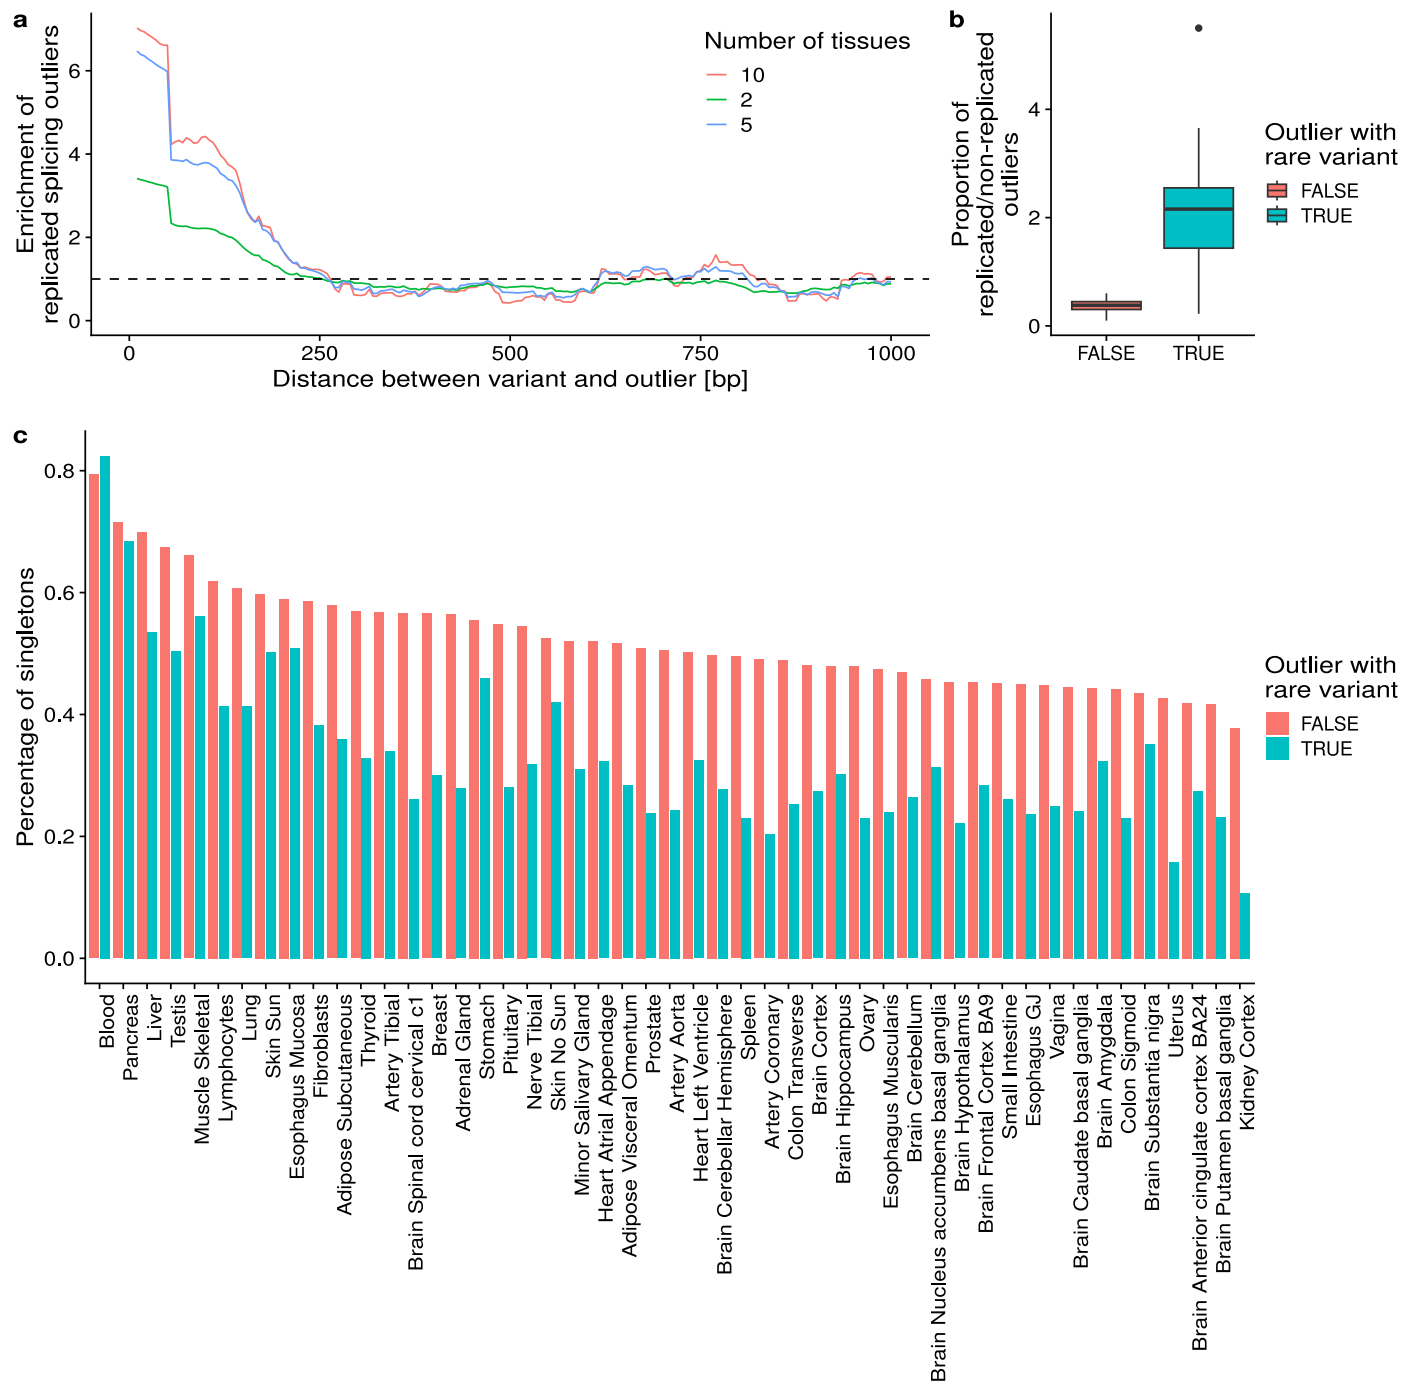 a
Enrichment of
replicated splicing outliers
0
2
4
6
0
250
500
750
1000
Distance between variant and outlier [bp]
Number of tissues
10
2
5
b
Proportion of
replicated/non-replicated
outliers
0
2
4
FALSE
TRUE
Outlier with
rare variant
FALSE
TRUE
c
Percentage of singletons
0.0
0.2
0.4
0.6
0.8
Blood
Pancreas
Liver
Testis
Muscle Skeletal
Lymphocytes
Lung
Skin Sun
Esophagus Mucosa
Fibroblasts
Adipose Subcutaneous
Thyroid
Artery Tibial
Brain Spinal cord cervical c1
Breast
Adrenal Gland
Stomach
Pituitary
Nerve Tibial
Skin No Sun
Minor Salivary Gland
Heart Atrial Appendage
Adipose Visceral Omentum
Prostate
Artery Aorta
Heart Left Ventricle
Brain Cerebellar Hemisphere
Spleen
Artery Coronary
Colon Transverse
Brain Cortex
Brain Hippocampus
Ovary
Esophagus Muscularis
Brain Cerebellum
Brain Nucleus accumbens basal ganglia
Brain Hypothalamus
Brain Frontal Cortex BA9
Small Intestine
Esophagus GJ
Vagina
Brain Caudate basal ganglia
Brain Amygdala
Colon Sigmoid
Brain Substantia nigra
Uterus
Brain Anterior cingulate cortex BA24
Brain Putamen basal ganglia
Kidney Cortex
Outlier with
rare variant
FALSE
TRUE